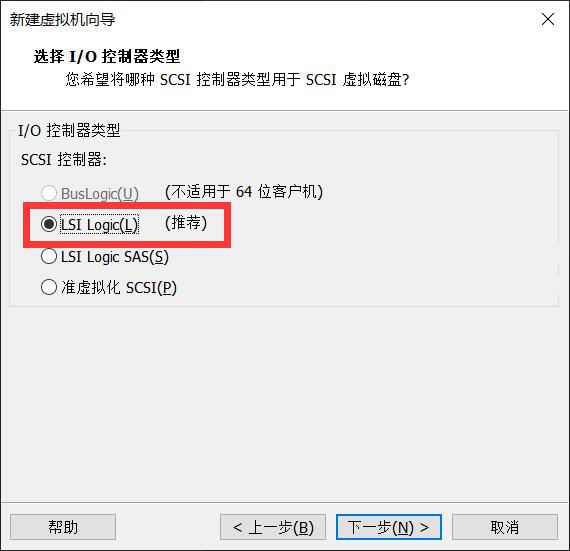 新建虚拟机向导
选择 I/O 控制器类型
您希望将哪种 SCSI 控制器类型用于 SCSI 虚拟磁盘?
I/O 控制器类型
SCSI 控制器:
BusLogic(U) (不适用于 64 位客户机)
LSI Logic(L) (推荐)
LSI Logic SAS(S)
准虚拟化 SCSI(P)
帮助 < 上一步(B) 下一步(N) > 取消